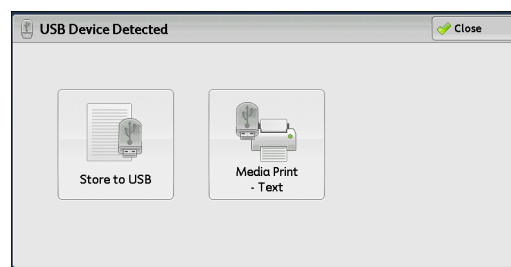 USB Device Detected
Close
Store to USB
Media Print
- Text